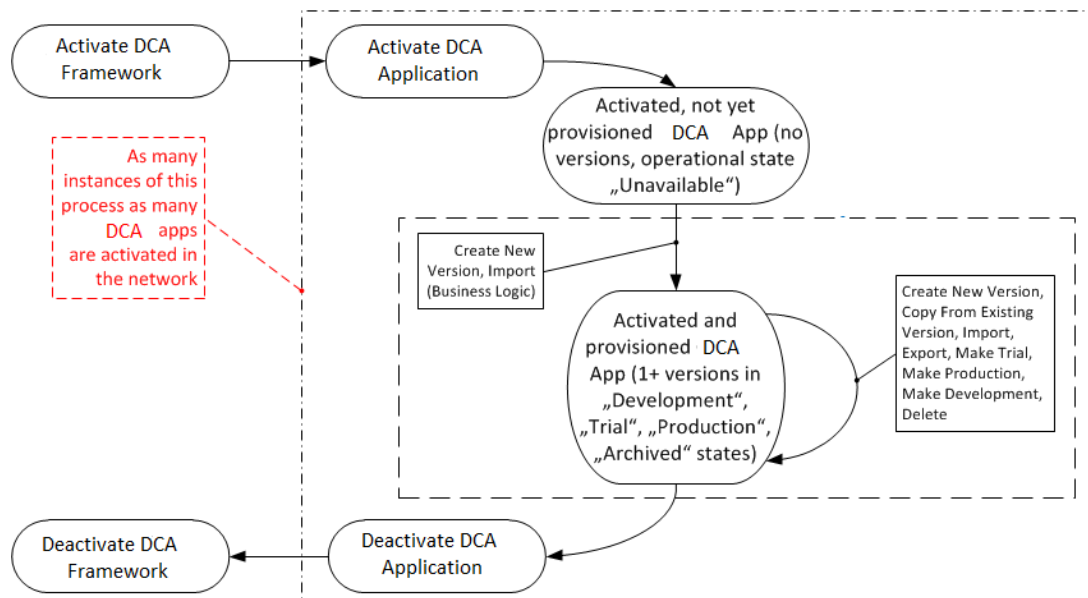 Activate DCA
Framework
Activate DCA
Application
Activated, not yet
provisioned DCA App (no
versions, operational state
„Unavailable“)
As many
instances of this
process as many
DCA apps
are activated in
the network
Create New
Version, Import
(Business Logic)
Activated and
provisioned DCA
App (1+ versions in
„Development“,
„Trial“, „Production“,
„Archived“ states)
Create New Version,
Copy From Existing
Version, Import,
Export, Make Trial,
Make Production,
Make Development,
Delete
Deactivate DCA
Framework
Deactivate DCA
Application